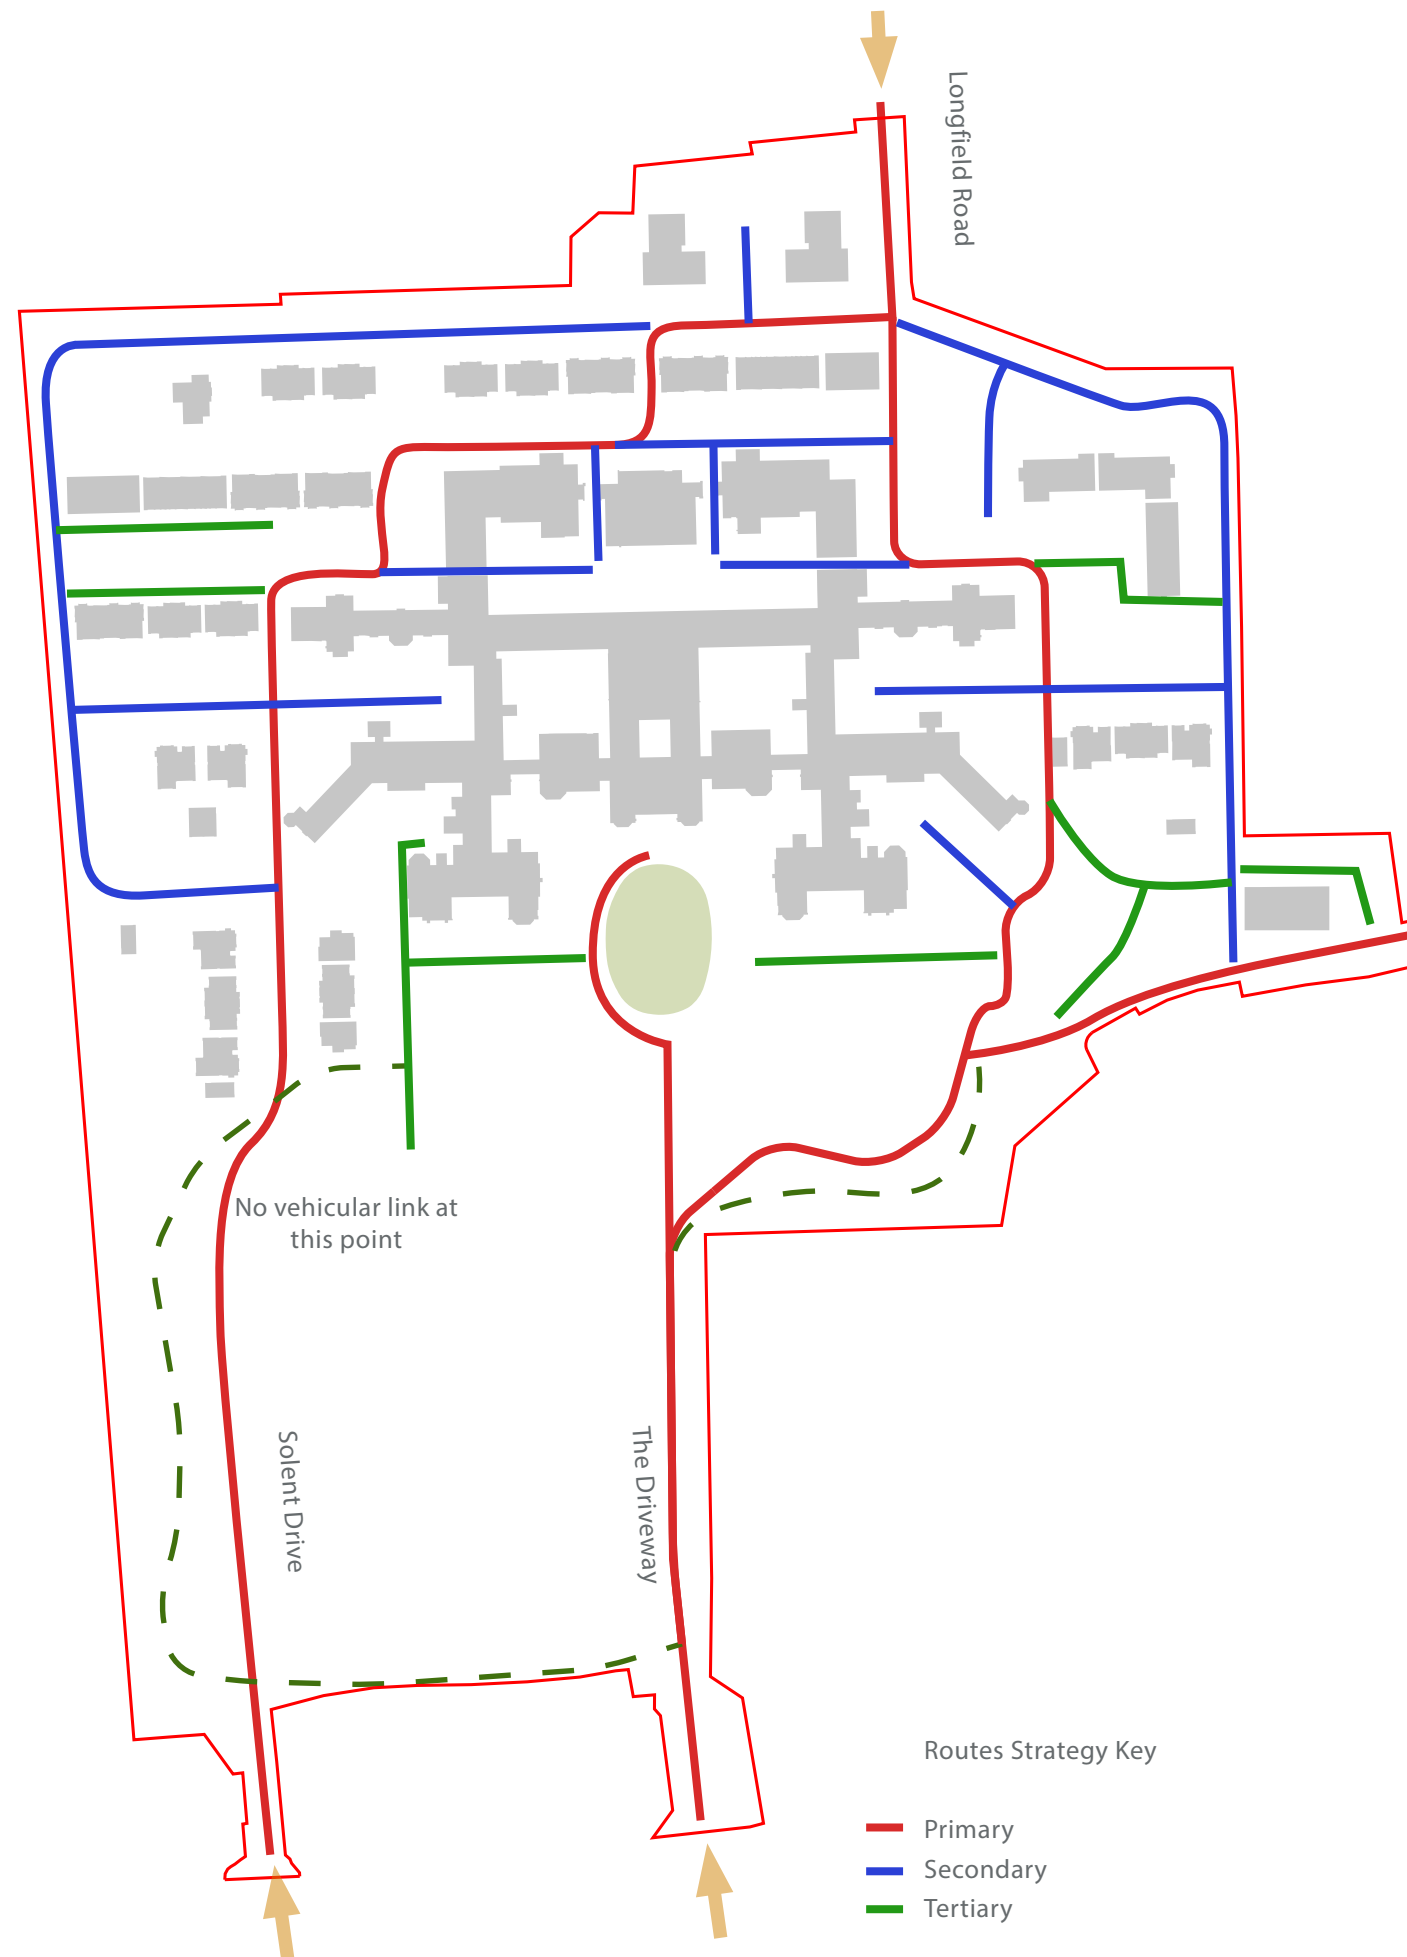 Longfield Road
No vehicular link at
this point
Solent Drive
The Driveway
Routes Strategy Key
Primary
Secondary
Tertiary